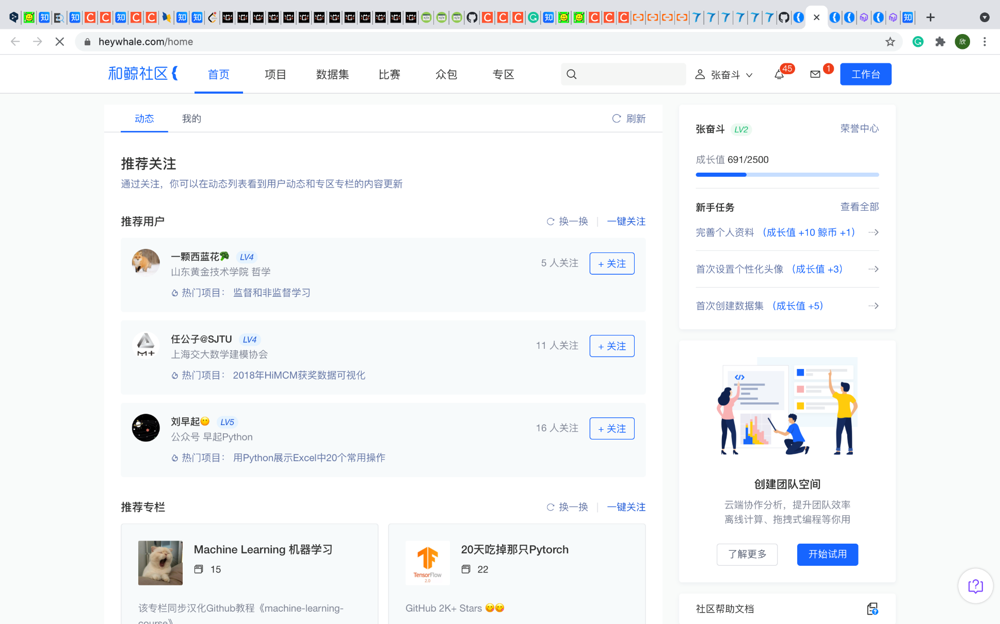 heywhale.com/home
和鲸社区
首页
项目
数据集
比赛
众包
专区
张奋斗
45
1
工作台
动态
我的
刷新
推荐关注
通过关注，你可以在动态列表看到用户动态和专区专栏的内容更新
推荐用户
换一换
一键关注
一颗西蓝花🥦 LV4
山东黄金技术学院 哲学
热门项目： 监督和非监督学习
5 人关注
+ 关注
任公子@SJTU LV4
上海交大数学建模协会
热门项目： 2018年HiMCM获奖数据可视化
11 人关注
+ 关注
刘早起😶 LV5
公众号 早起Python
热门项目： 用Python展示Excel中20个常用操作
16 人关注
+ 关注
推荐专栏
换一换
一键关注
Machine Learning 机器学习
15
该专栏同步汉化Github教程《machine-learning-
course》
TensorFlow
2.0
20天吃掉那只Pytorch
22
GitHub 2K+ Stars 😋😋
张奋斗 LV2
荣誉中心
成长值 691/2500
新手任务
查看全部
完善个人资料 （成长值 +10 鲸币 +1）
首次设置个性化头像 （成长值 +3）
首次创建数据集 （成长值 +5）
创建团队空间
云端协作分析，提升团队效率
离线计算、拖拽式编程等你用
了解更多
开始试用
社区帮助文档